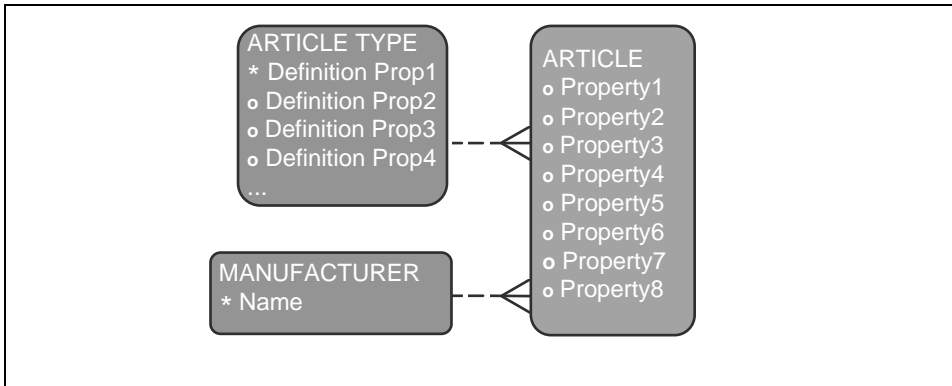 ARTICLE TYPE
* Definition Prop1
o Definition Prop2
o Definition Prop3
o Definition Prop4
...
MANUFACTURER
* Name
ARTICLE
o Property1
o Property2
o Property3
o Property4
o Property5
o Property6
o Property7
o Property8